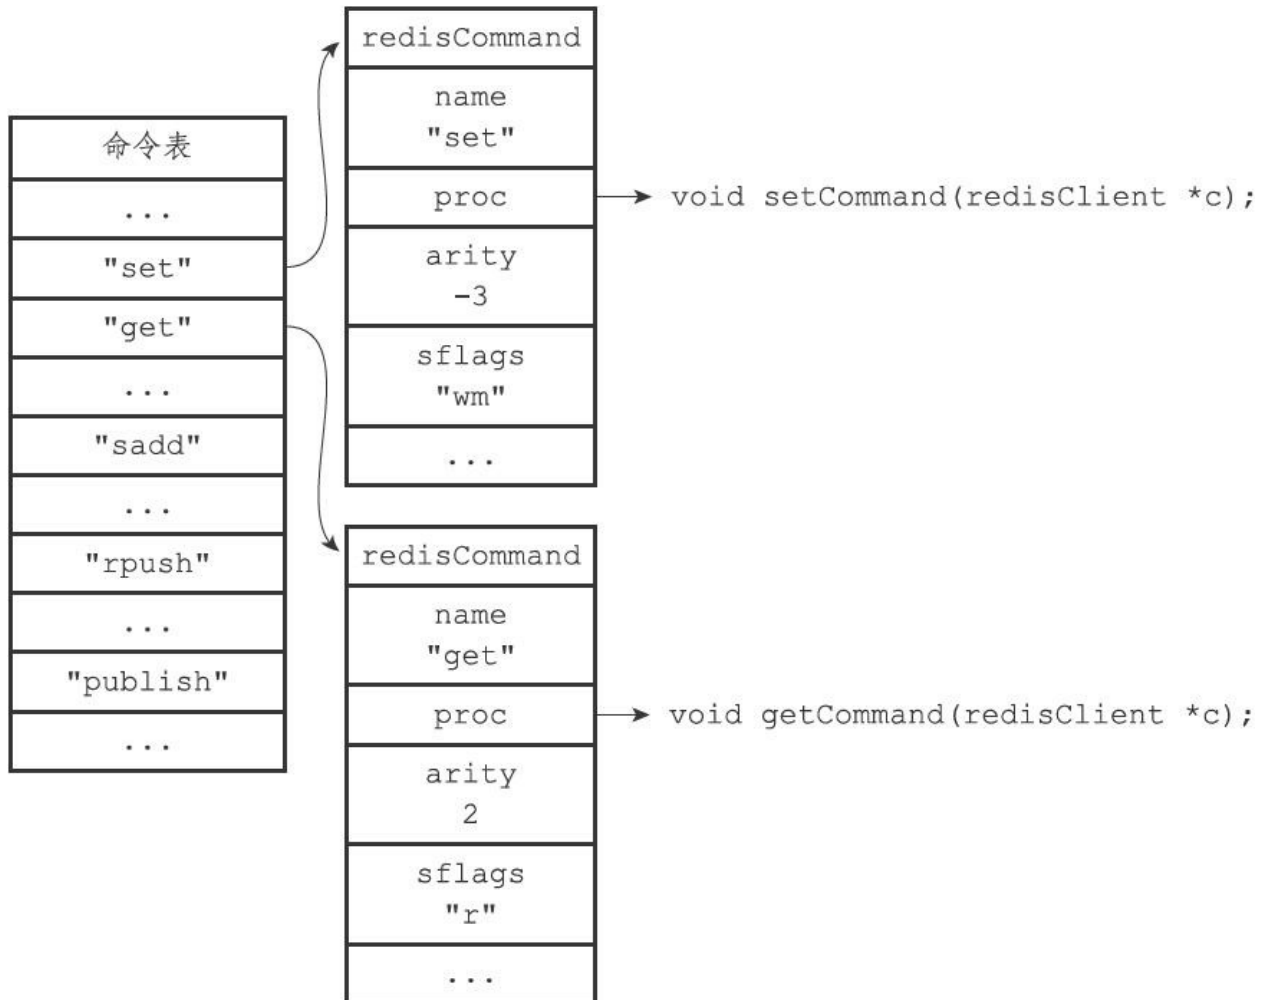 命令表
...
"set"
"get"
...
"sadd"
...
"rpush"
...
"publish"
...
redisCommand
name
"set"
proc
arity
-3
sflags
"wm"
...
void setCommand(redisClient *c);
redisCommand
name
"get"
proc
arity
2
sflags
"r"
...
void getCommand(redisClient *c);